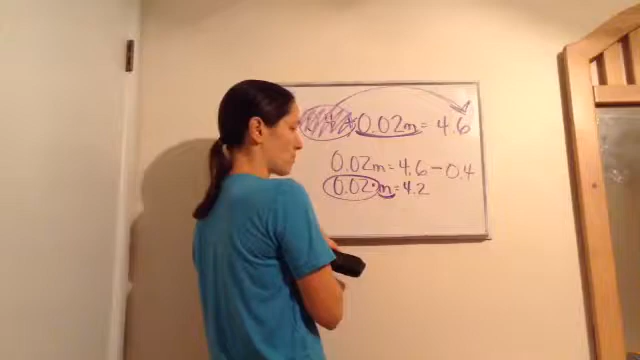 + 0.02m = 4.6
0.02m = 4.6 - 0.4
0.02 · m = 4.2